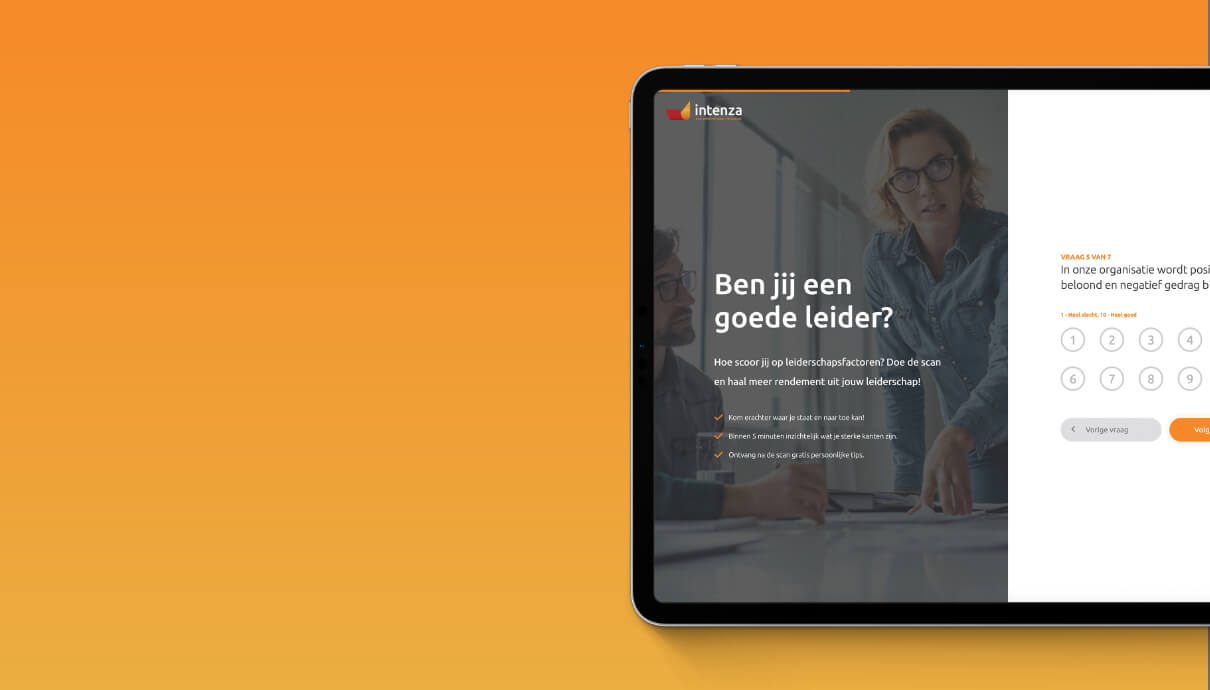 intenza
Ben jij een
goede leider?
Hoe scoor jij op leiderschapsfactoren? Doe de scan
en haal meer rendement uit jouw leiderschap!
Kom erachter waar je staat en naar toe kan!
Binnen 5 minuten inzichtelijk wat je sterke kanten zijn.
Ontvang na de scan gratis persoonlijke tips.
VRAAG 5 VAN 7
In onze organisatie wordt posi
beloond en negatief gedrag b
1 - Heel slecht, 10 - Heel goed
1 2 3 4
6 7 8 9
Vorige vraag
Volg